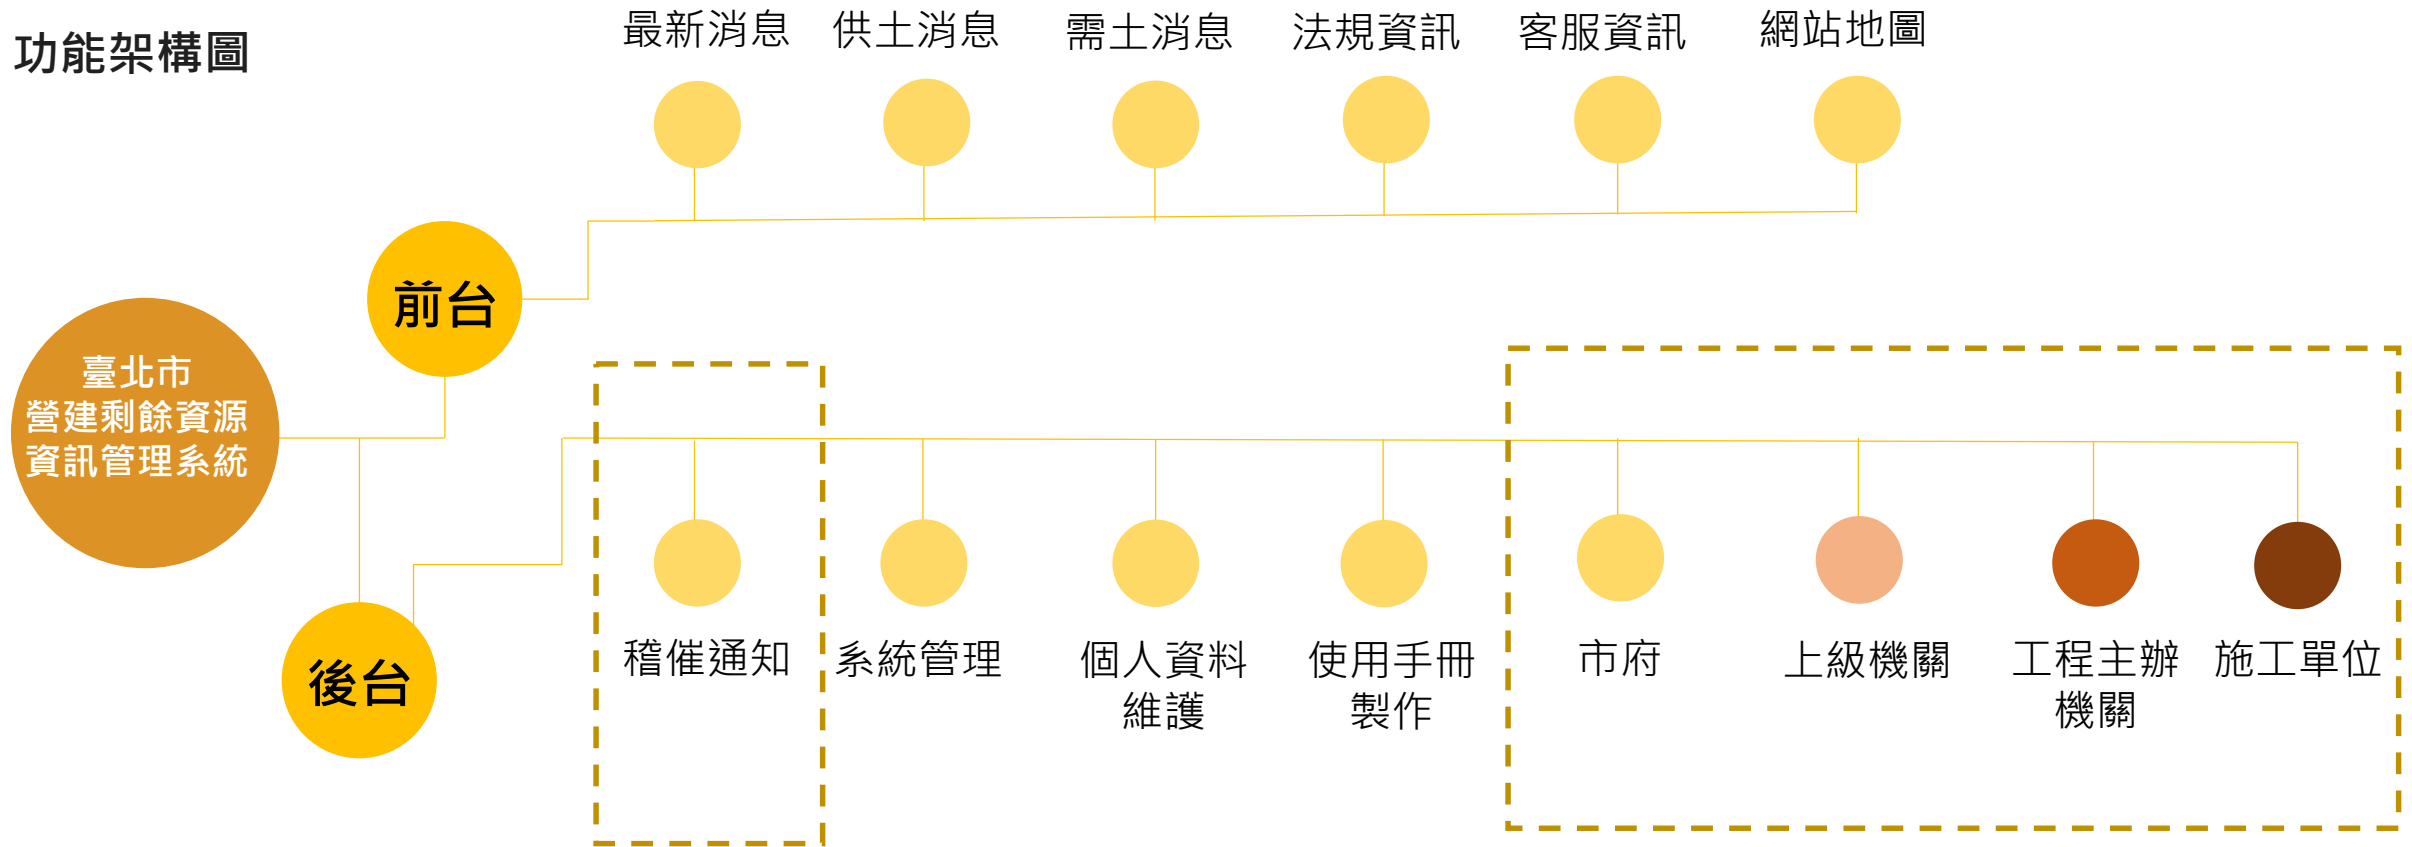 功能架構圖
最新消息
供土消息
需土消息
法規資訊
客服資訊
網站地圖
前台
臺北市
營建剩餘資源
資訊管理系統
後台
稽催通知
系統管理
個人資料
維護
使用手冊
製作
市府
上級機關
工程主辦
機關
施工單位